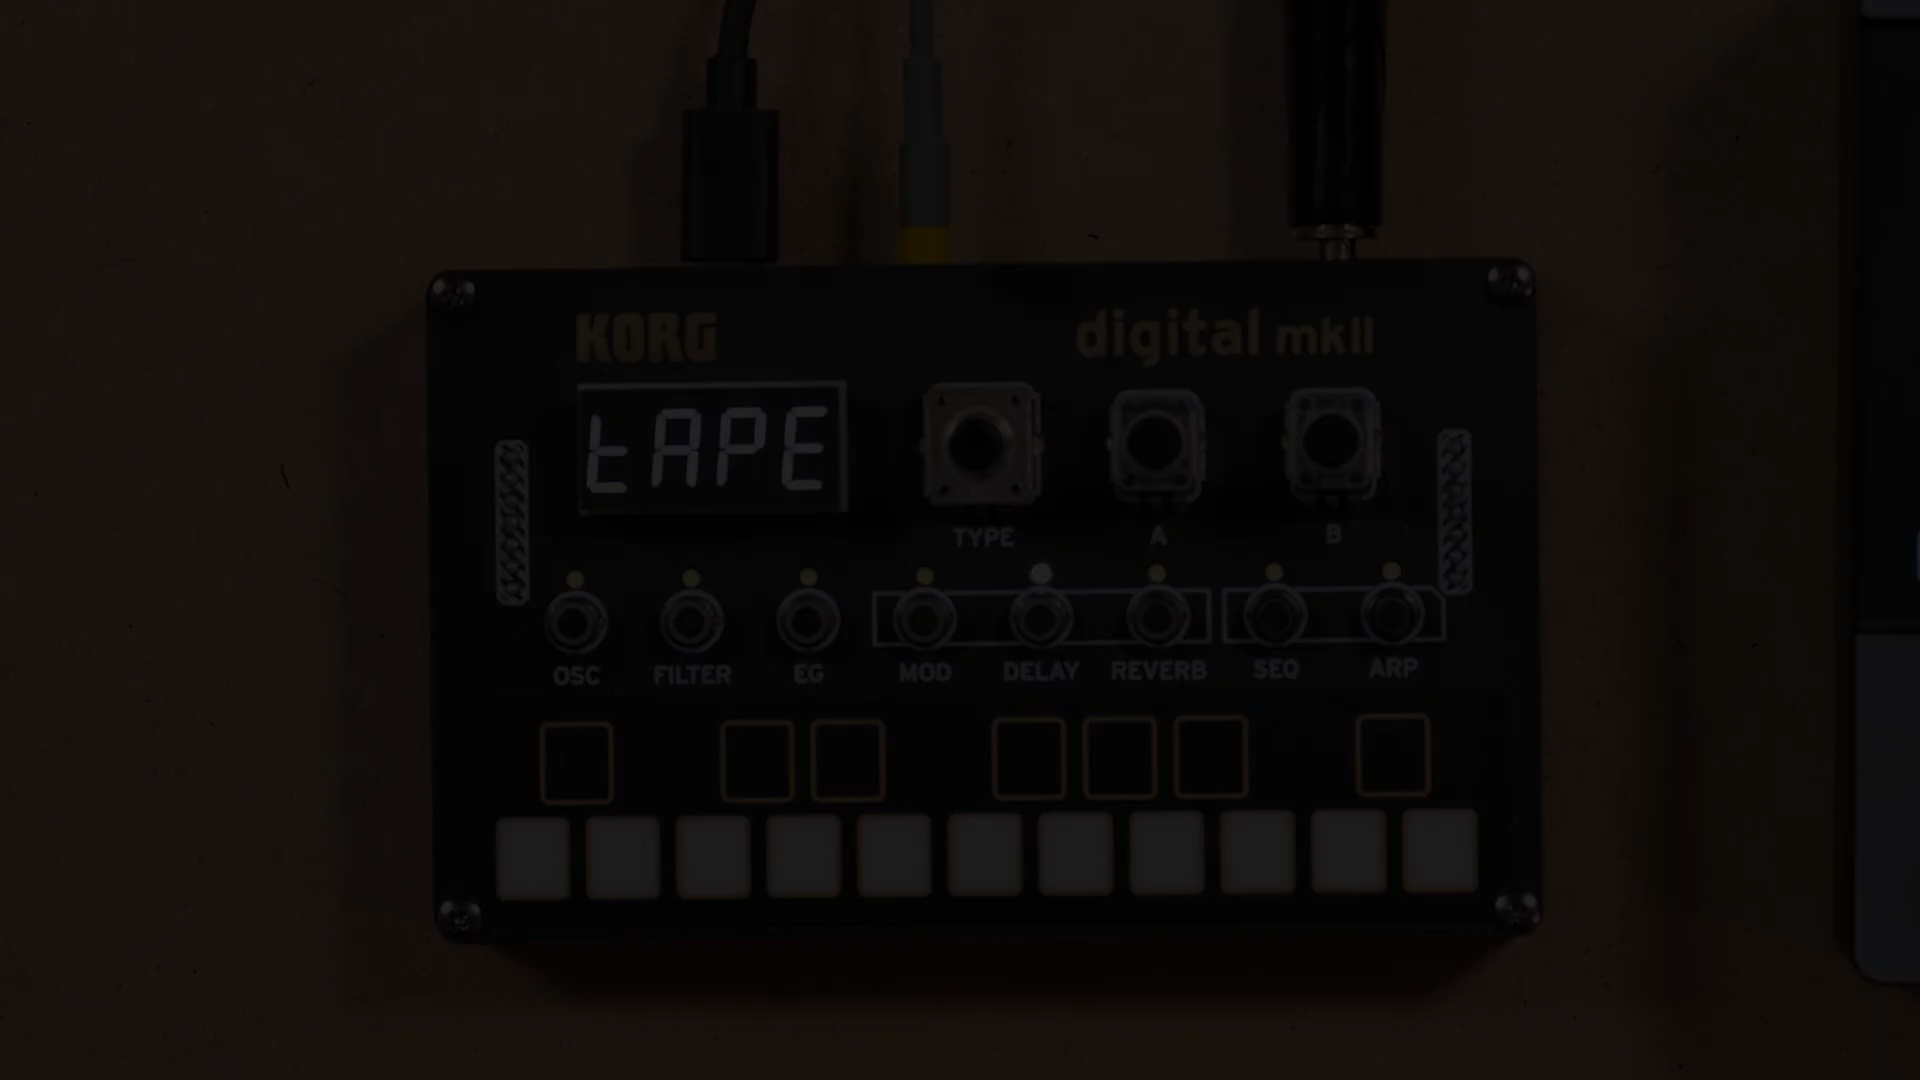 KORG
digital mkII
tAPE
TYPE A B
OSC FILTER EG MOD DELAY REVERB SEQ ARP